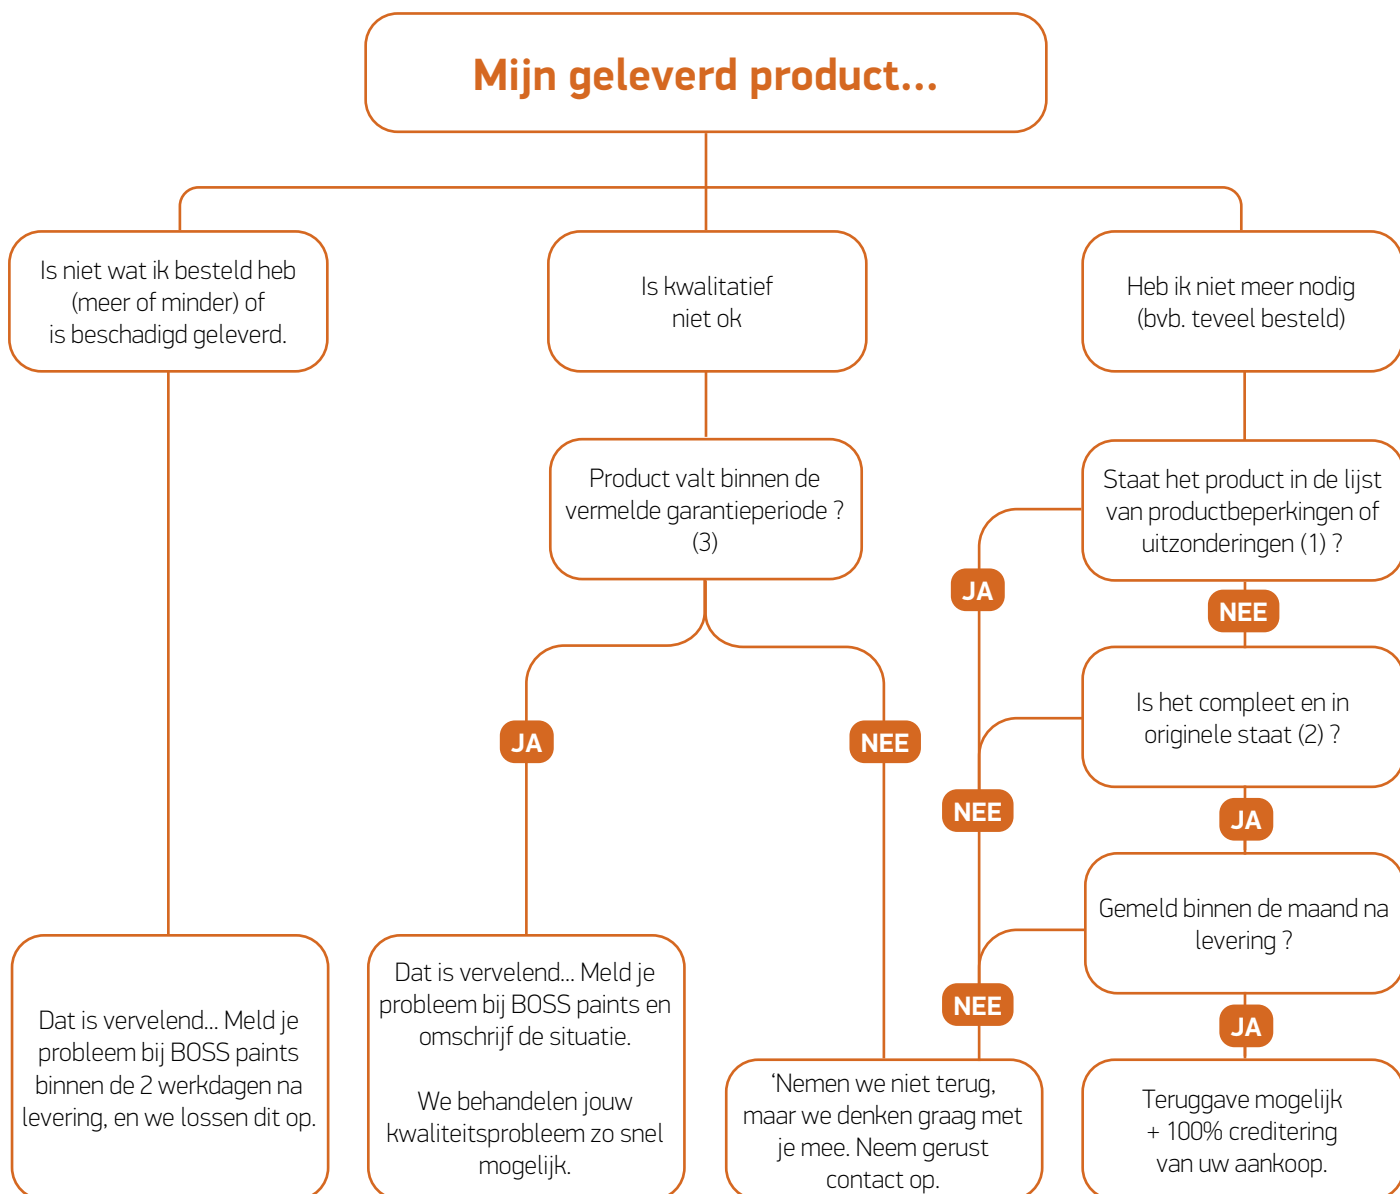 Mijn geleverd product...
Is niet wat ik besteld heb
(meer of minder) of
is beschadigd geleverd.
Is kwalitatief
niet ok
Heb ik niet meer nodig
(bvb. teveel besteld)
Product valt binnen de
vermelde garantieperiode ?
(3)
Staat het product in de lijst
van productbeperkingen of
uitzonderingen (1) ?
JA
NEE
Is het compleet en in
originele staat (2) ?
JA
NEE
NEE
JA
Gemeld binnen de maand na
levering ?
NEE
JA
Dat is vervelend... Meld je
probleem bij BOSS paints
binnen de 2 werkdagen na
levering, en we lossen dit op.
Dat is vervelend... Meld je
probleem bij BOSS paints en
omschrijf de situatie.
We behandelen jouw
kwaliteitsprobleem zo snel
mogelijk.
‘Nemen we niet terug,
maar we denken graag met
je mee. Neem gerust
contact op.
Teruggave mogelijk
+ 100% creditering
van uw aankoop.